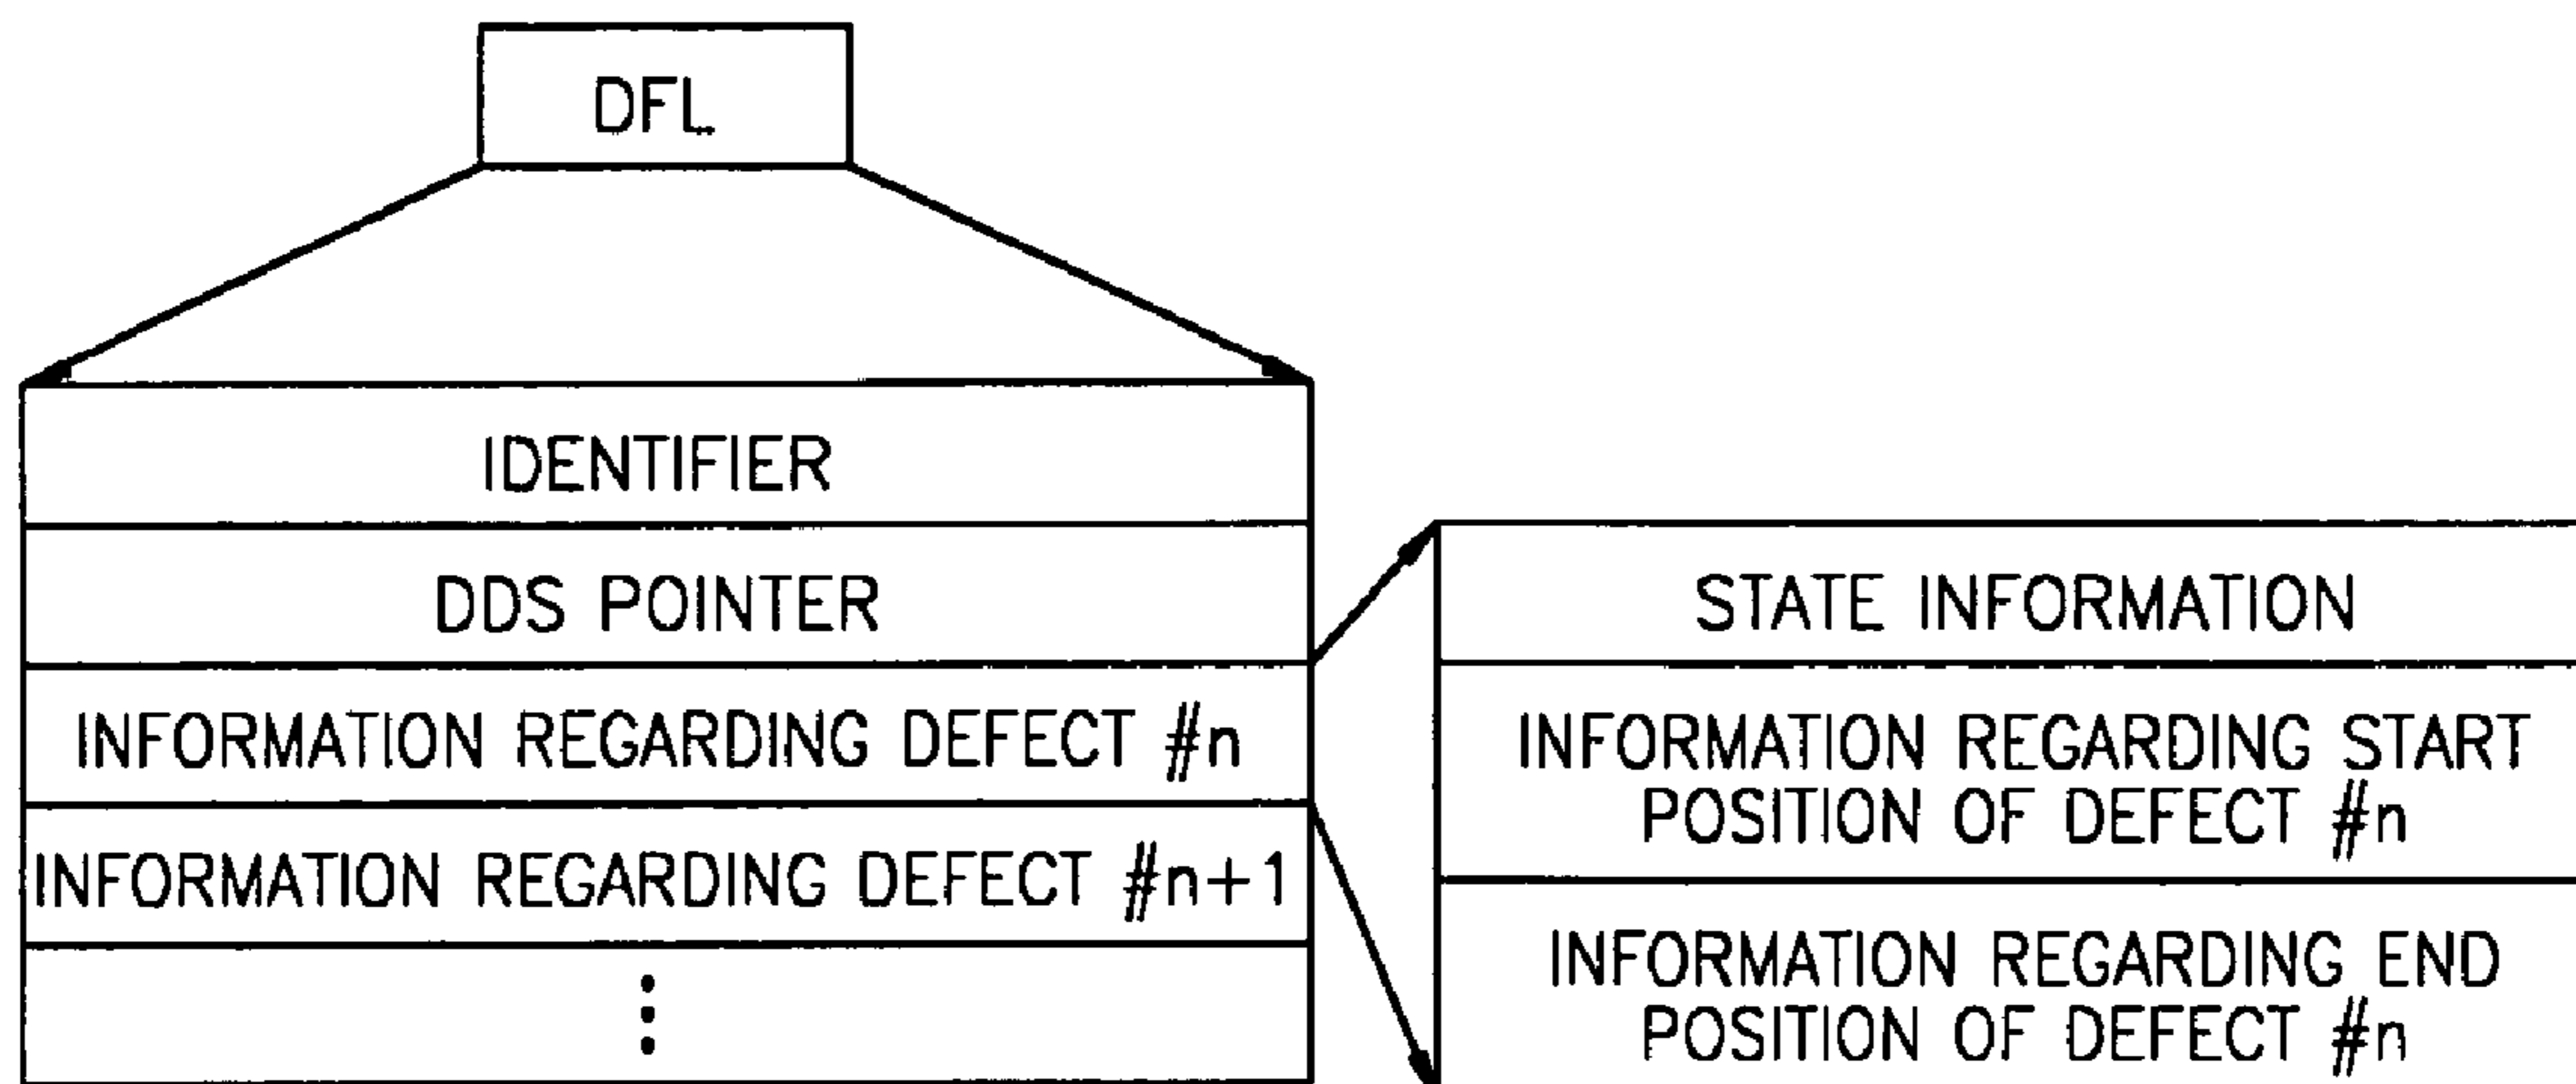 DFL
IDENTIFIER
DDS POINTER
INFORMATION REGARDING DEFECT #n
INFORMATION REGARDING DEFECT #n+1
STATE INFORMATION
INFORMATION REGARDING START
POSITION OF DEFECT #n
INFORMATION REGARDING END
POSITION OF DEFECT #n